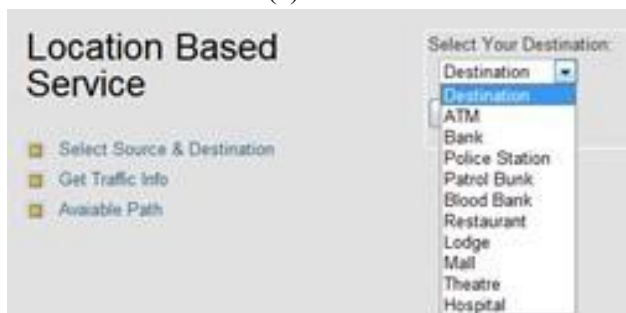 Location Based
Service
Select Source & Destination
Get Traffic Info
Avaiable Path
Select Your Destination:
Destination
Destination
ATM
Bank
Police Station
Patrol Bunk
Blood Bank
Restaurant
Lodge
Mall
Theatre
Hospital